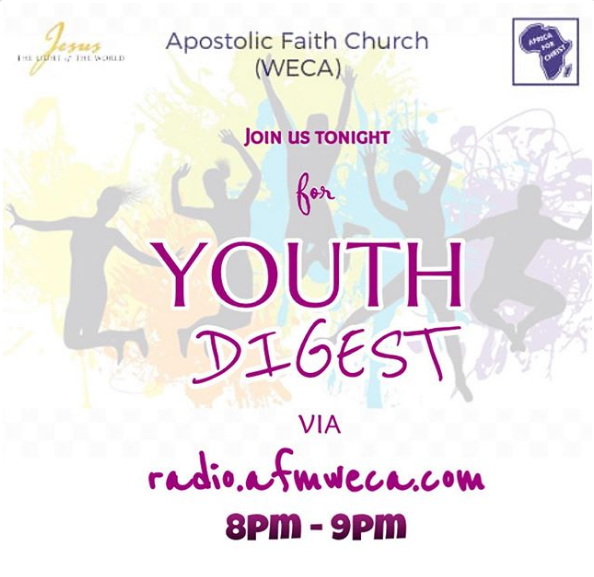 Jesus
THE LIGHT of THE WORLD
Apostolic Faith Church
(WECA)
AFRICA
FOR
CHRIST
JOIN US TONIGHT
for
YOUTH
DIGEST
VIA
radio.afmweca.com
8PM - 9PM